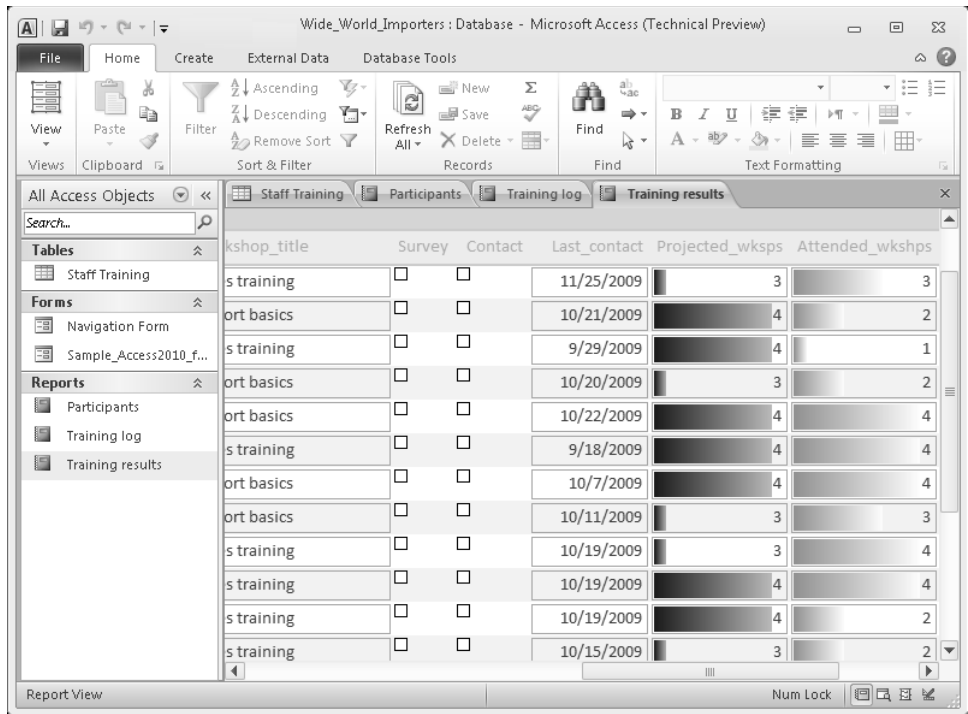 Wide_World_Importers : Database - Microsoft Access (Technical Preview)
File Home Create External Data Database Tools
View
Views
Paste
Clipboard
Filter
Ascending
Descending
Remove Sort
Sort & Filter
Refresh
All
New
Save
Delete
Records
Find
Find
B I U
A
Text Formatting
All Access Objects
Search...
Tables
Staff Training
Forms
Navigation Form
Sample_Access2010_f...
Reports
Participants
Training log
Training results
Staff Training Participants Training log Training results
kshop_title Survey Contact Last_contact Projected_wksps Attended_wkshps
s training 11/25/2009 3 3
ort basics 10/21/2009 4 2
s training 9/29/2009 4 1
ort basics 10/20/2009 3 2
ort basics 10/22/2009 4 4
s training 9/18/2009 4 4
ort basics 10/7/2009 4 4
ort basics 10/11/2009 3 3
s training 10/19/2009 3 4
s training 10/19/2009 4 4
s training 10/19/2009 4 2
s training 10/15/2009 3 2
Report View Num Lock